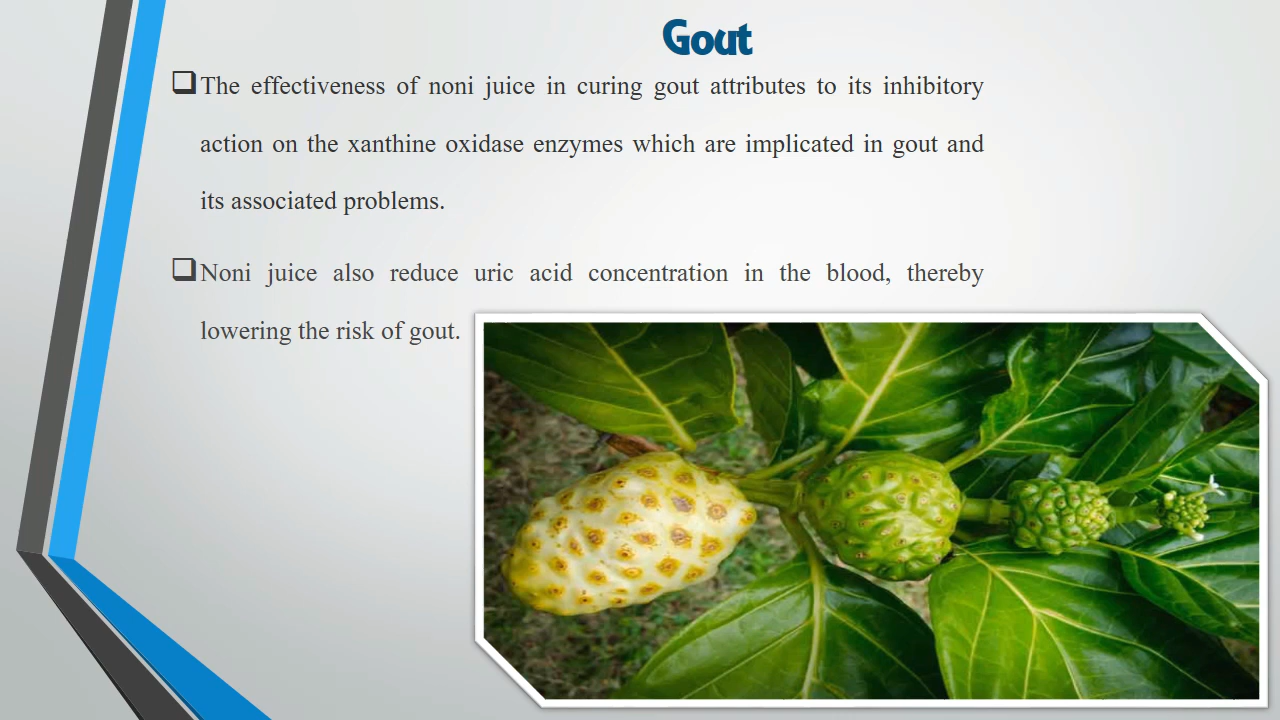 Gout
❑The effectiveness of noni juice in curing gout attributes to its inhibitory
action on the xanthine oxidase enzymes which are implicated in gout and
its associated problems.
❑Noni juice also reduce uric acid concentration in the blood, thereby
lowering the risk of gout.